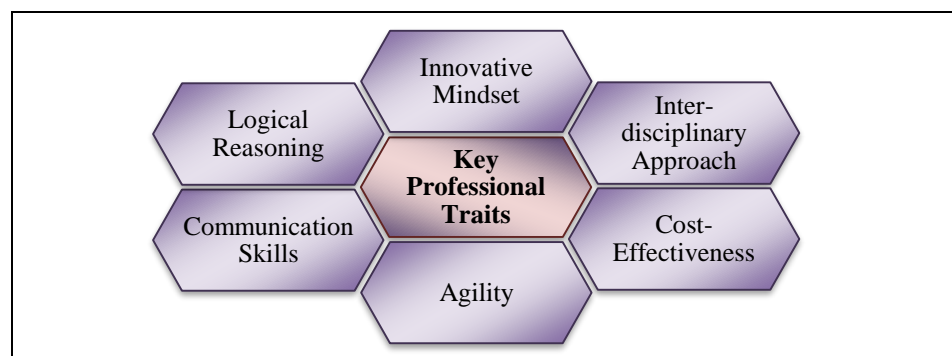 Innovative
Mindset
Inter-
disciplinary
Approach
Logical
Reasoning
Key
Professional
Traits
Cost-
Effectiveness
Communication
Skills
Agility